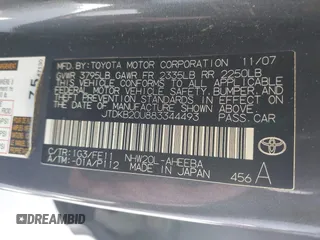 MFD.BY:TOYOTA MOTOR CORPORATION 11/07
GVWR 3795LB GAWR FR 2335LB RR 2250LB
THIS VEHICLE CONFORMS TO ALL APPLICABLE
FEDERAL MOTOR VEHICLE SAFETY, BUMPER, AND
THEFT PREVENTION STANDARDS IN EFFECT ON
THE DATE OF MANUFACTURE SHOWN ABOVE.
JTDKB20U883344493 PASS.CAR
C/TR:1G3/FE11 NHW20L-AHEEBA
A/TM:-01A/P112 MADE IN JAPAN 456 A
DREAMBID
DREAMBID.COM